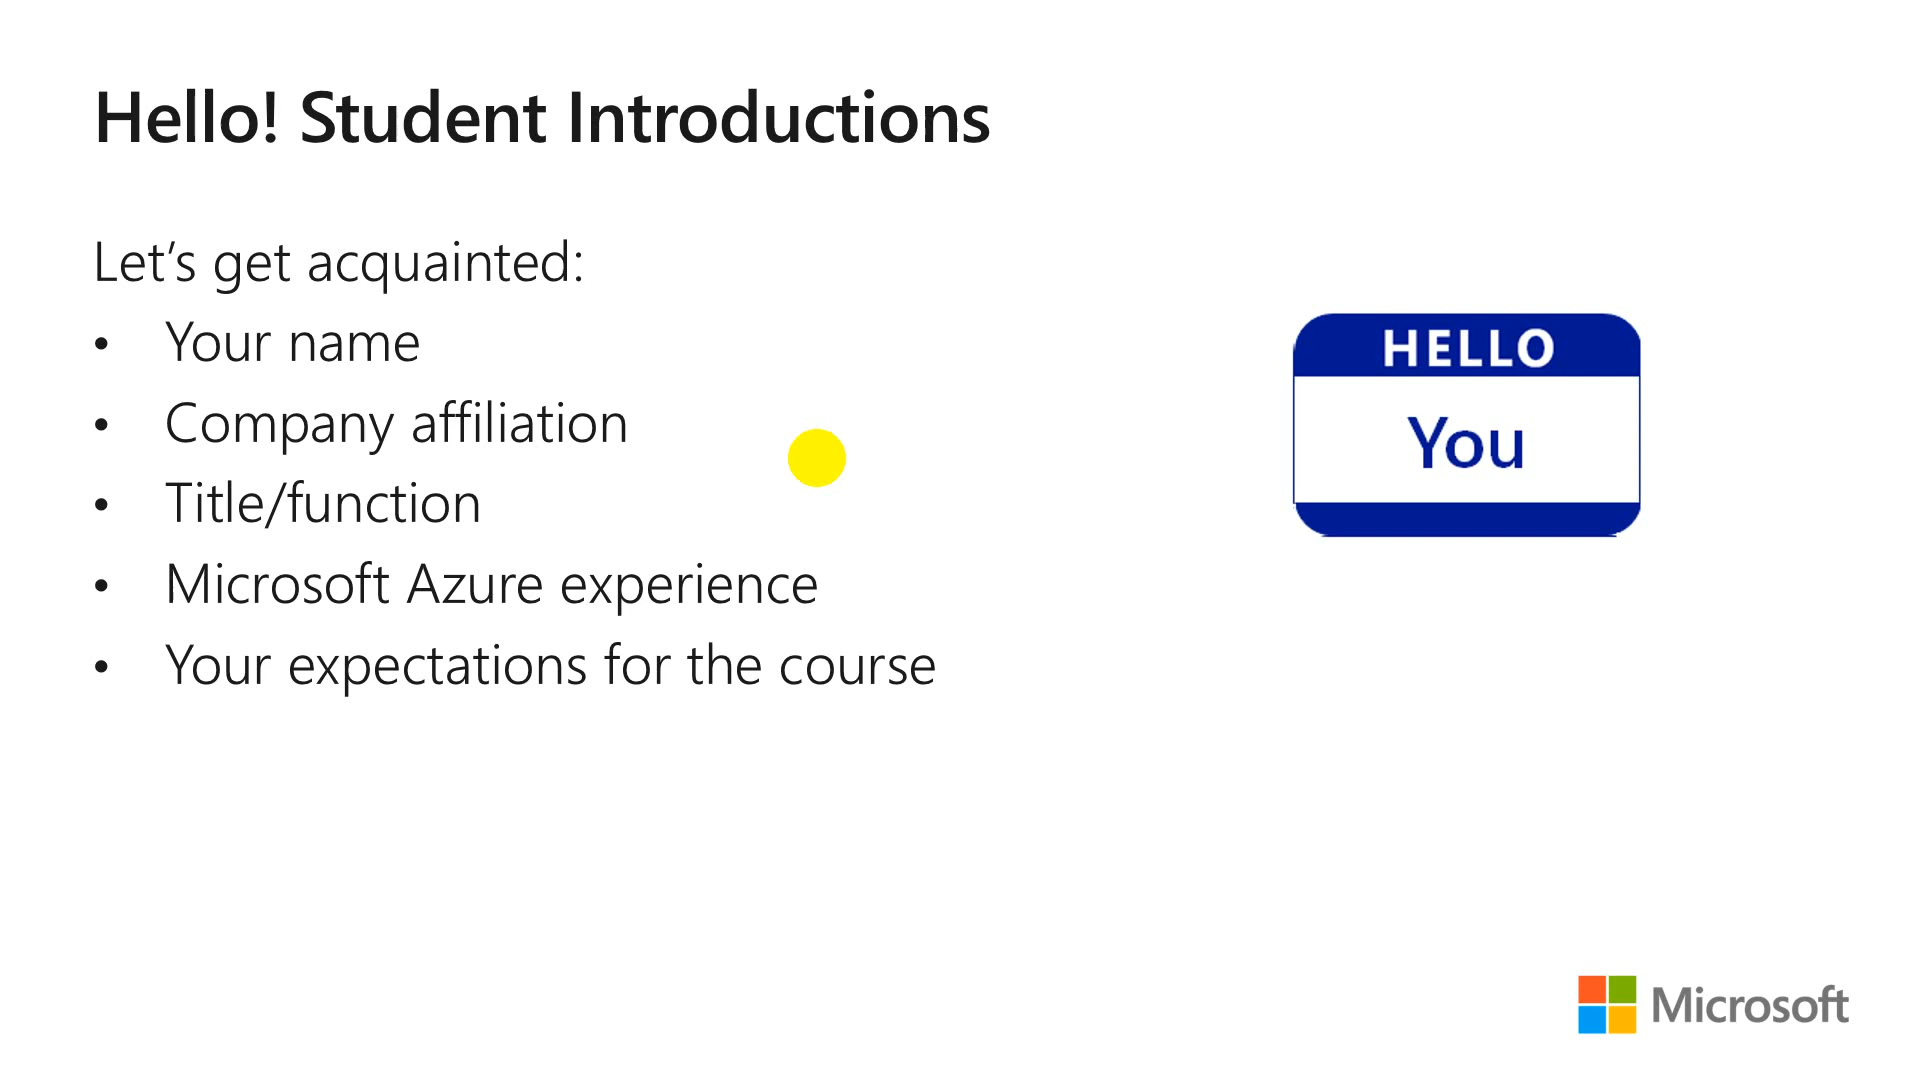 Hello! Student Introductions
Let’s get acquainted:
• Your name
• Company affiliation
• Title/function
• Microsoft Azure experience
• Your expectations for the course
HELLO
You
Microsoft